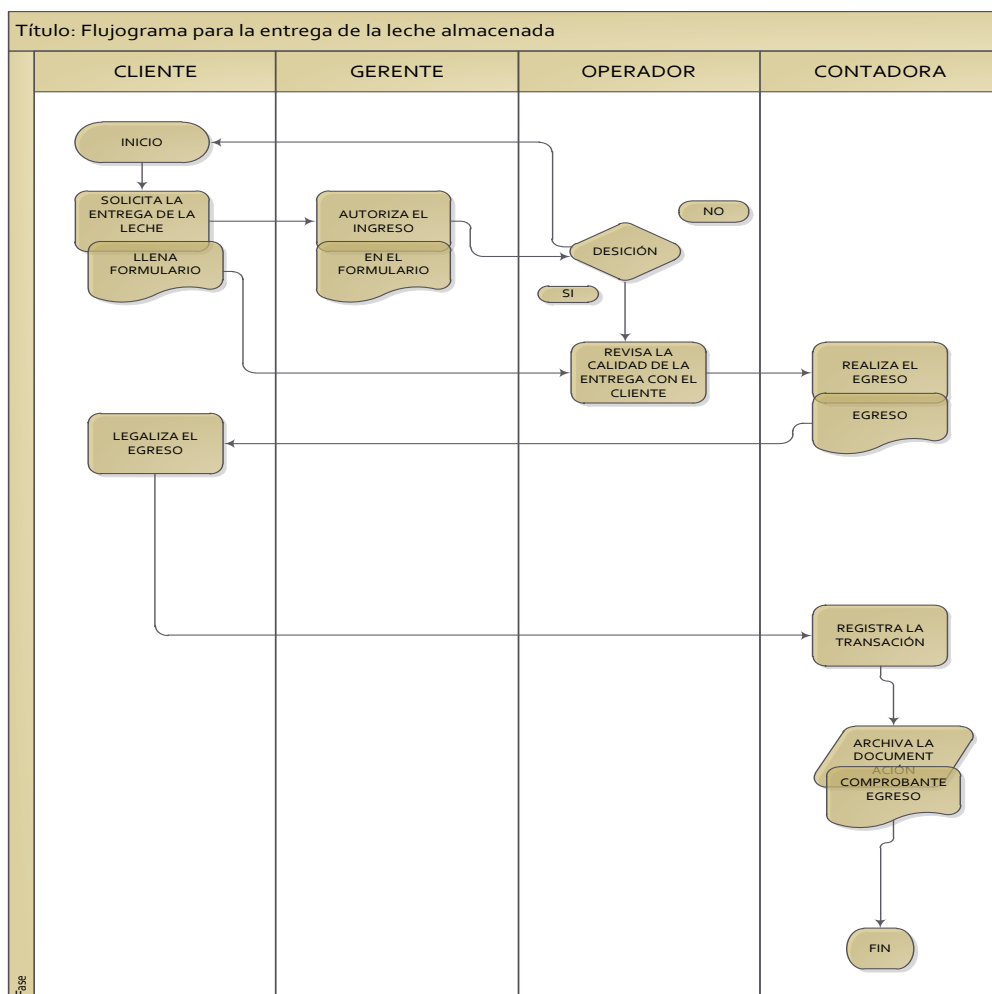 Título: Flujograma para la entrega de la leche almacenada
CLIENTE
GERENTE
OPERADOR
CONTADORA
INICIO
SOLICITA LA
ENTREGA DE LA
LECHE
LLENA
FORMULARIO
AUTORIZA EL
INGRESO
EN EL
FORMULARIO
DESICIÓN
NO
SI
REVISA LA
CALIDAD DE LA
ENTREGA CON EL
CLIENTE
REALIZA EL
EGRESO
EGRESO
LEGALIZA EL
EGRESO
REGISTRA LA
TRANSACIÓN
ARCHIVA LA
DOCUMENT
ACIÓN
COMPROBANTE
EGRESO
FIN
Fase